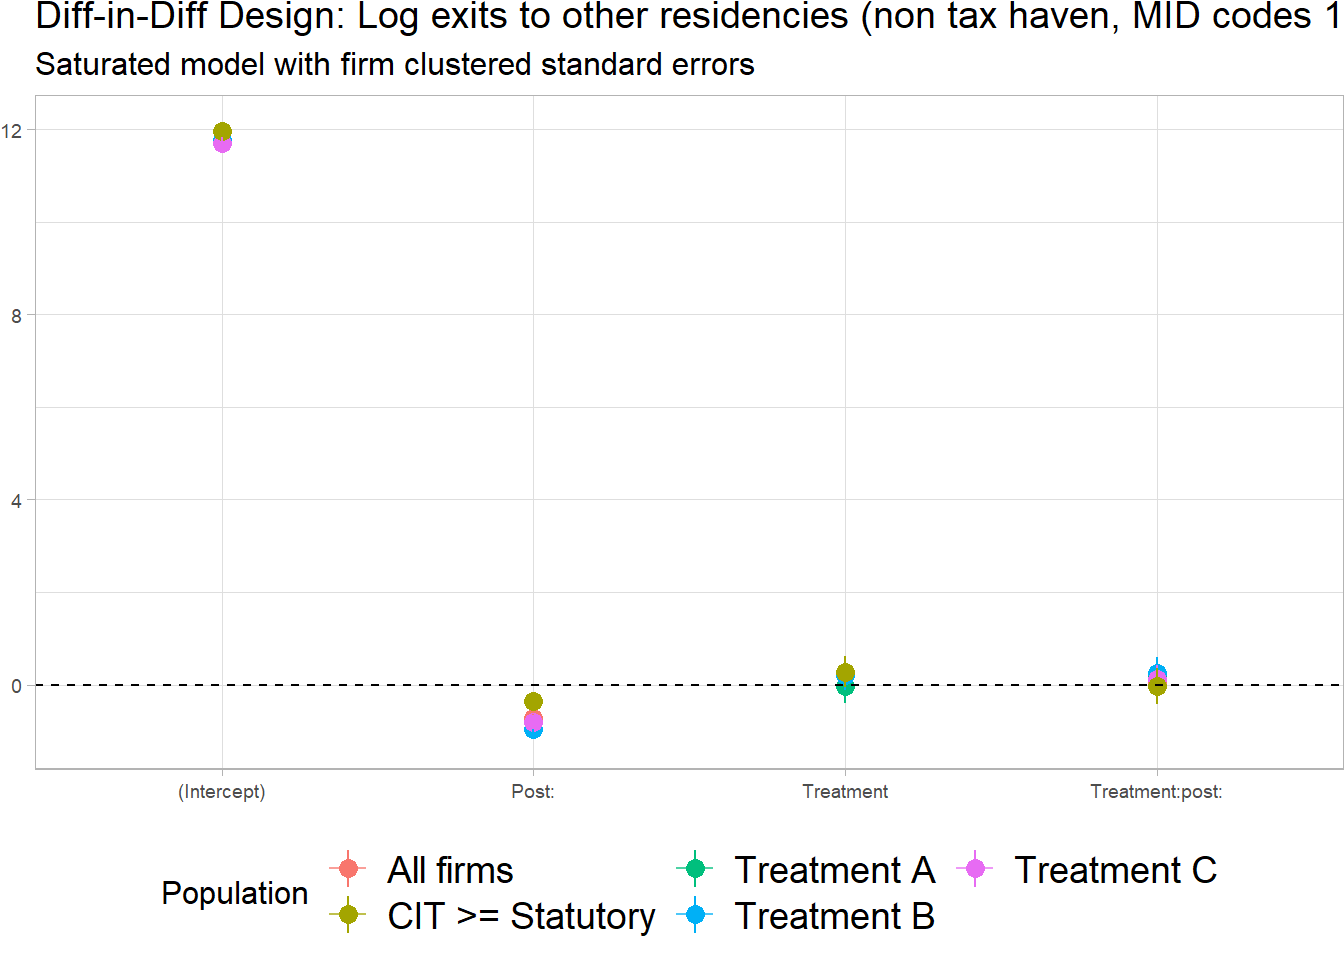 Diff-in-Diff Design: Log exits to other residencies (non tax haven, MID codes 1
Saturated model with firm clustered standard errors
12
8
4
0
(Intercept)
Post:
Treatment
Treatment:post:
Population
All firms
Treatment A
Treatment C
CIT >= Statutory
Treatment B